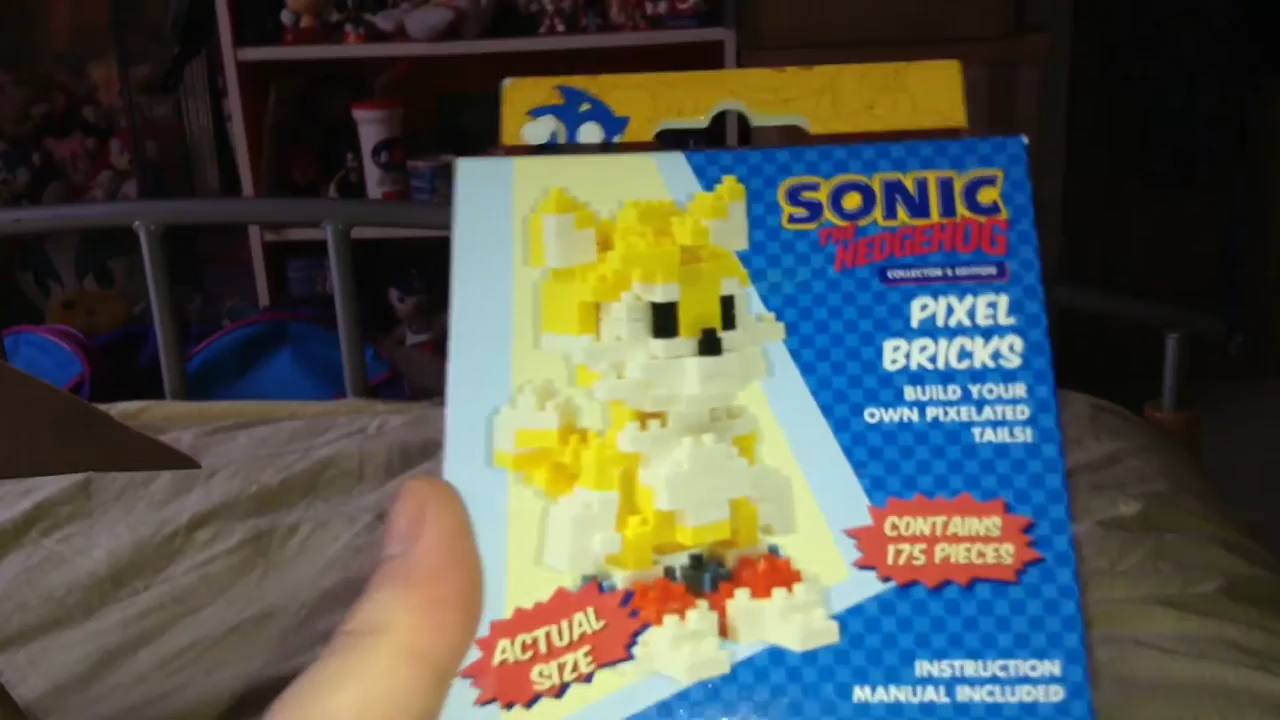 SONIC
THE
HEDGEHOG
COLLECTOR'S EDITION
PIXEL
BRICKS
BUILD YOUR
OWN PIXELATED
TAILS!
CONTAINS
175 PIECES
ACTUAL
SIZE
INSTRUCTION
MANUAL INCLUDED